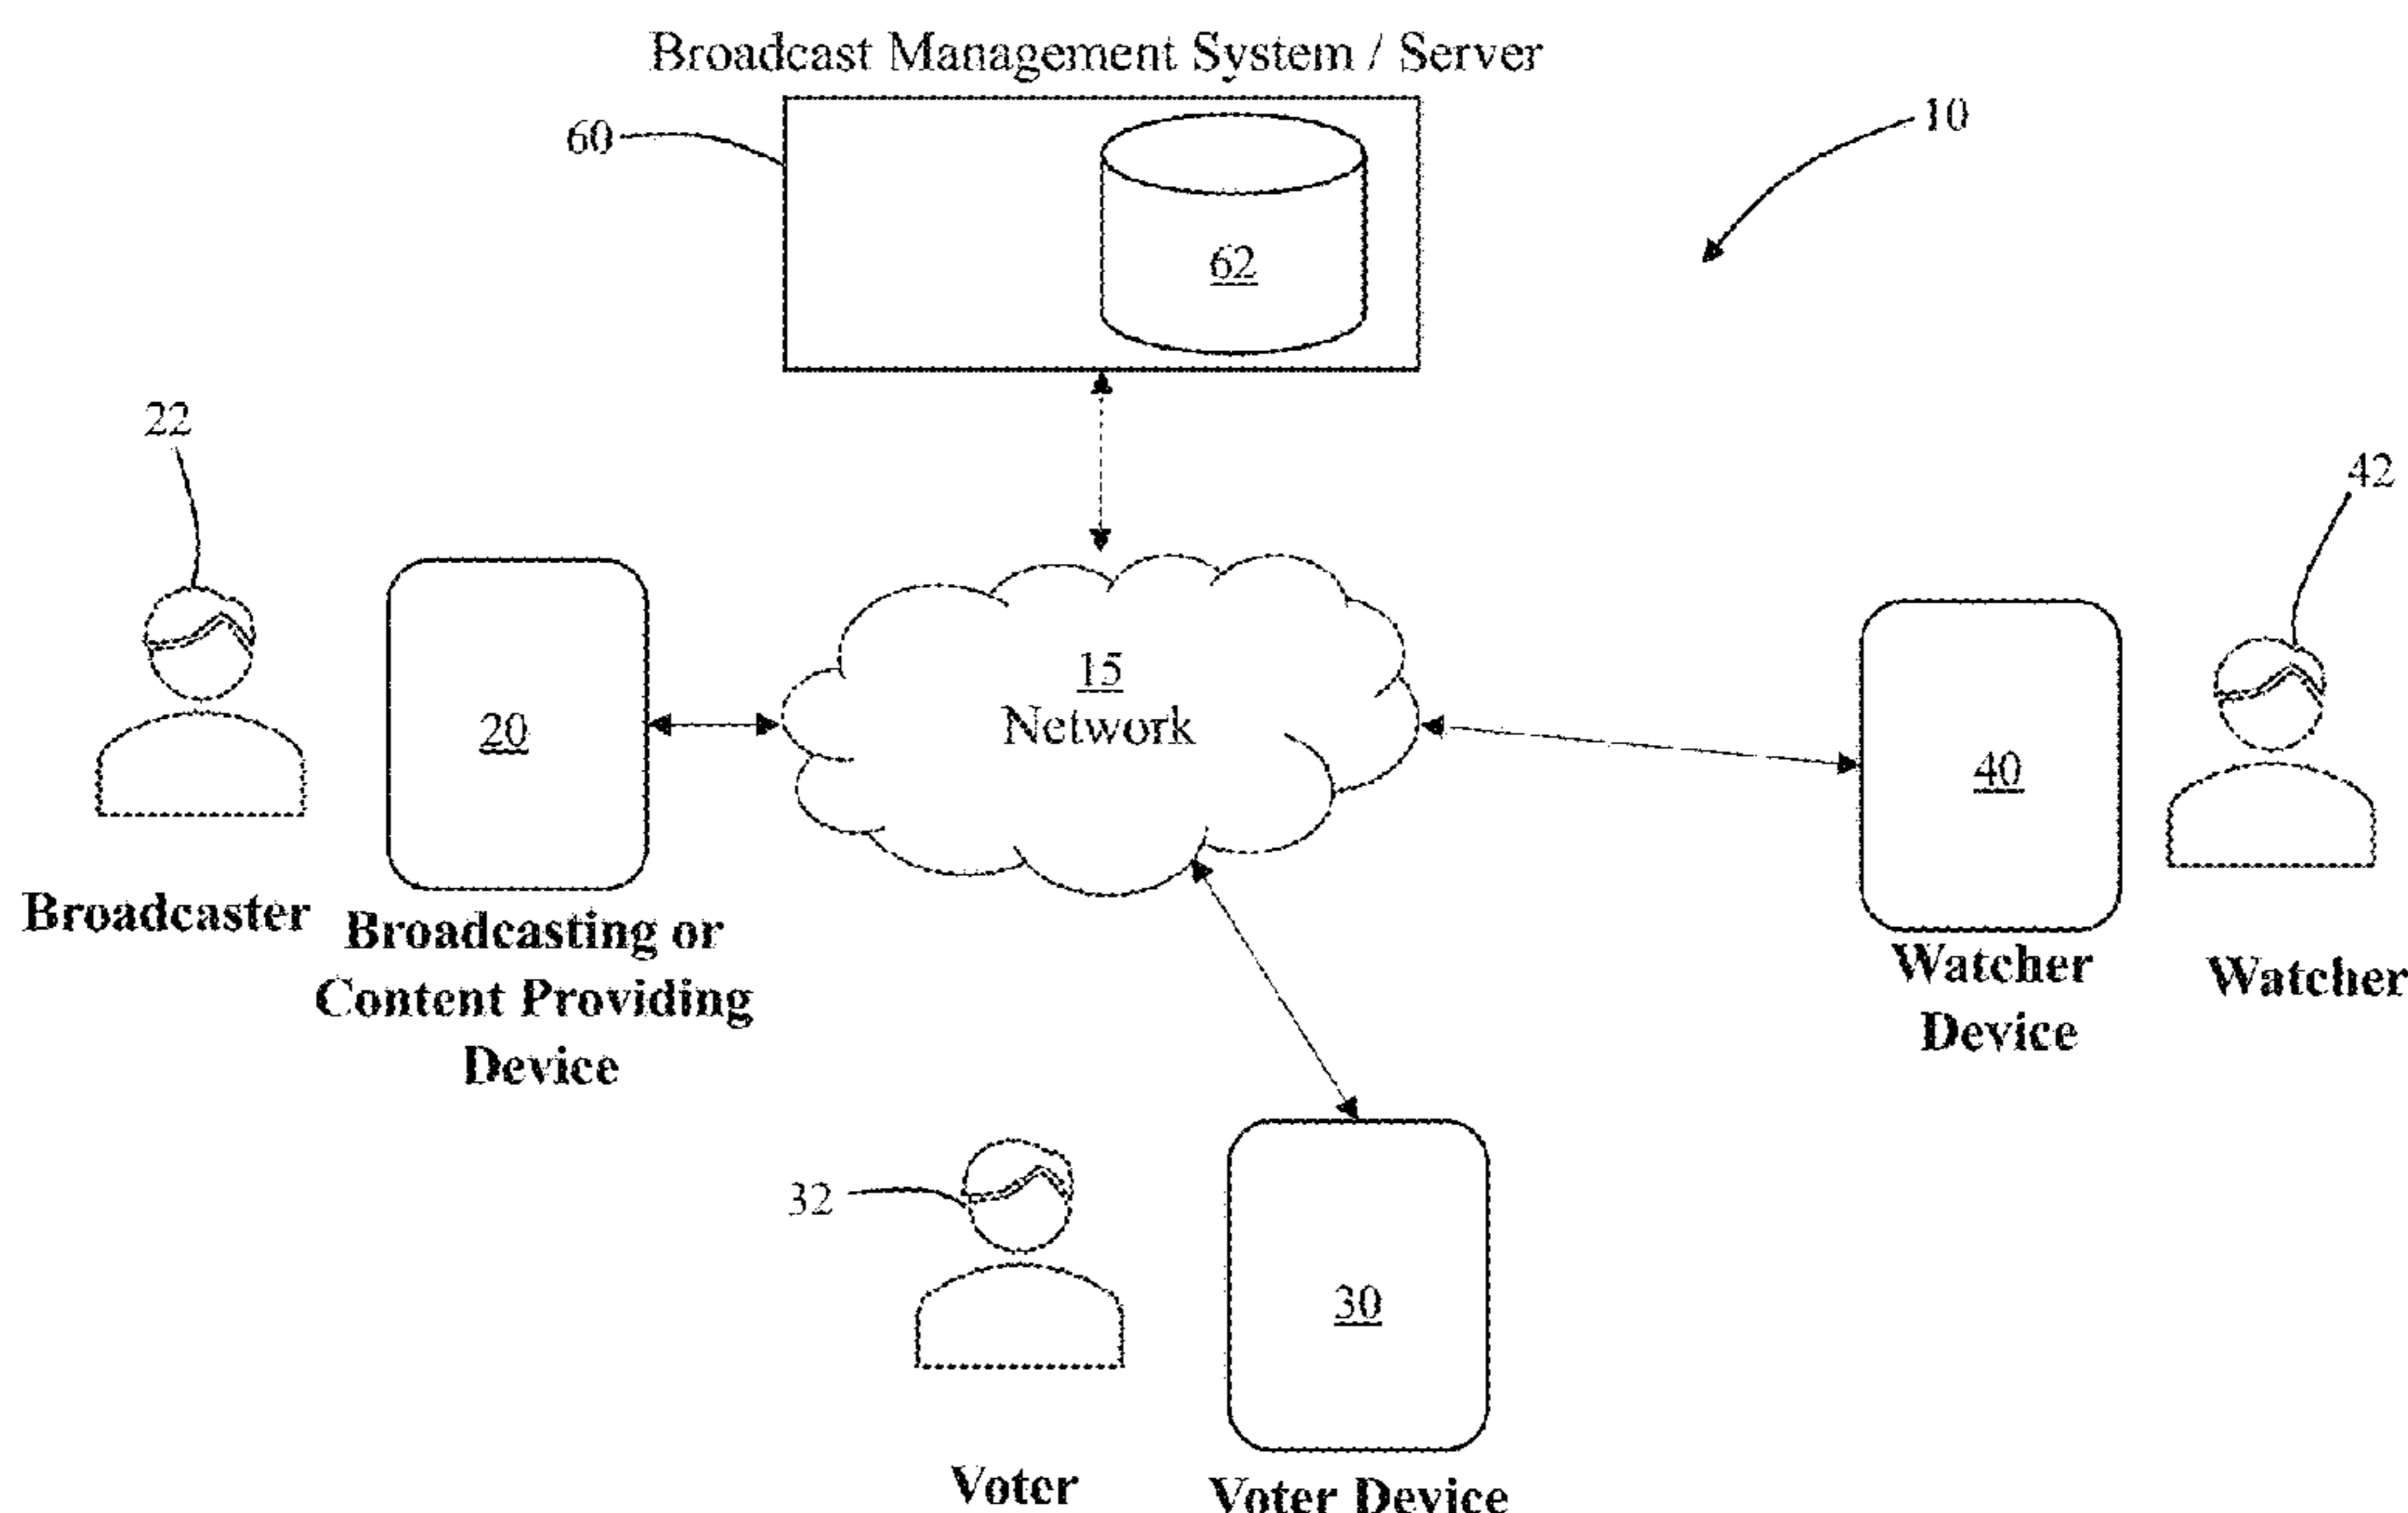 Broadcast Management System / Server
60
10
62
22
42
15
Network
20
40
Broadcaster
Broadcasting or
Content Providing
Device
Watcher
Device
Watcher
32
30
Voter
Voter Device